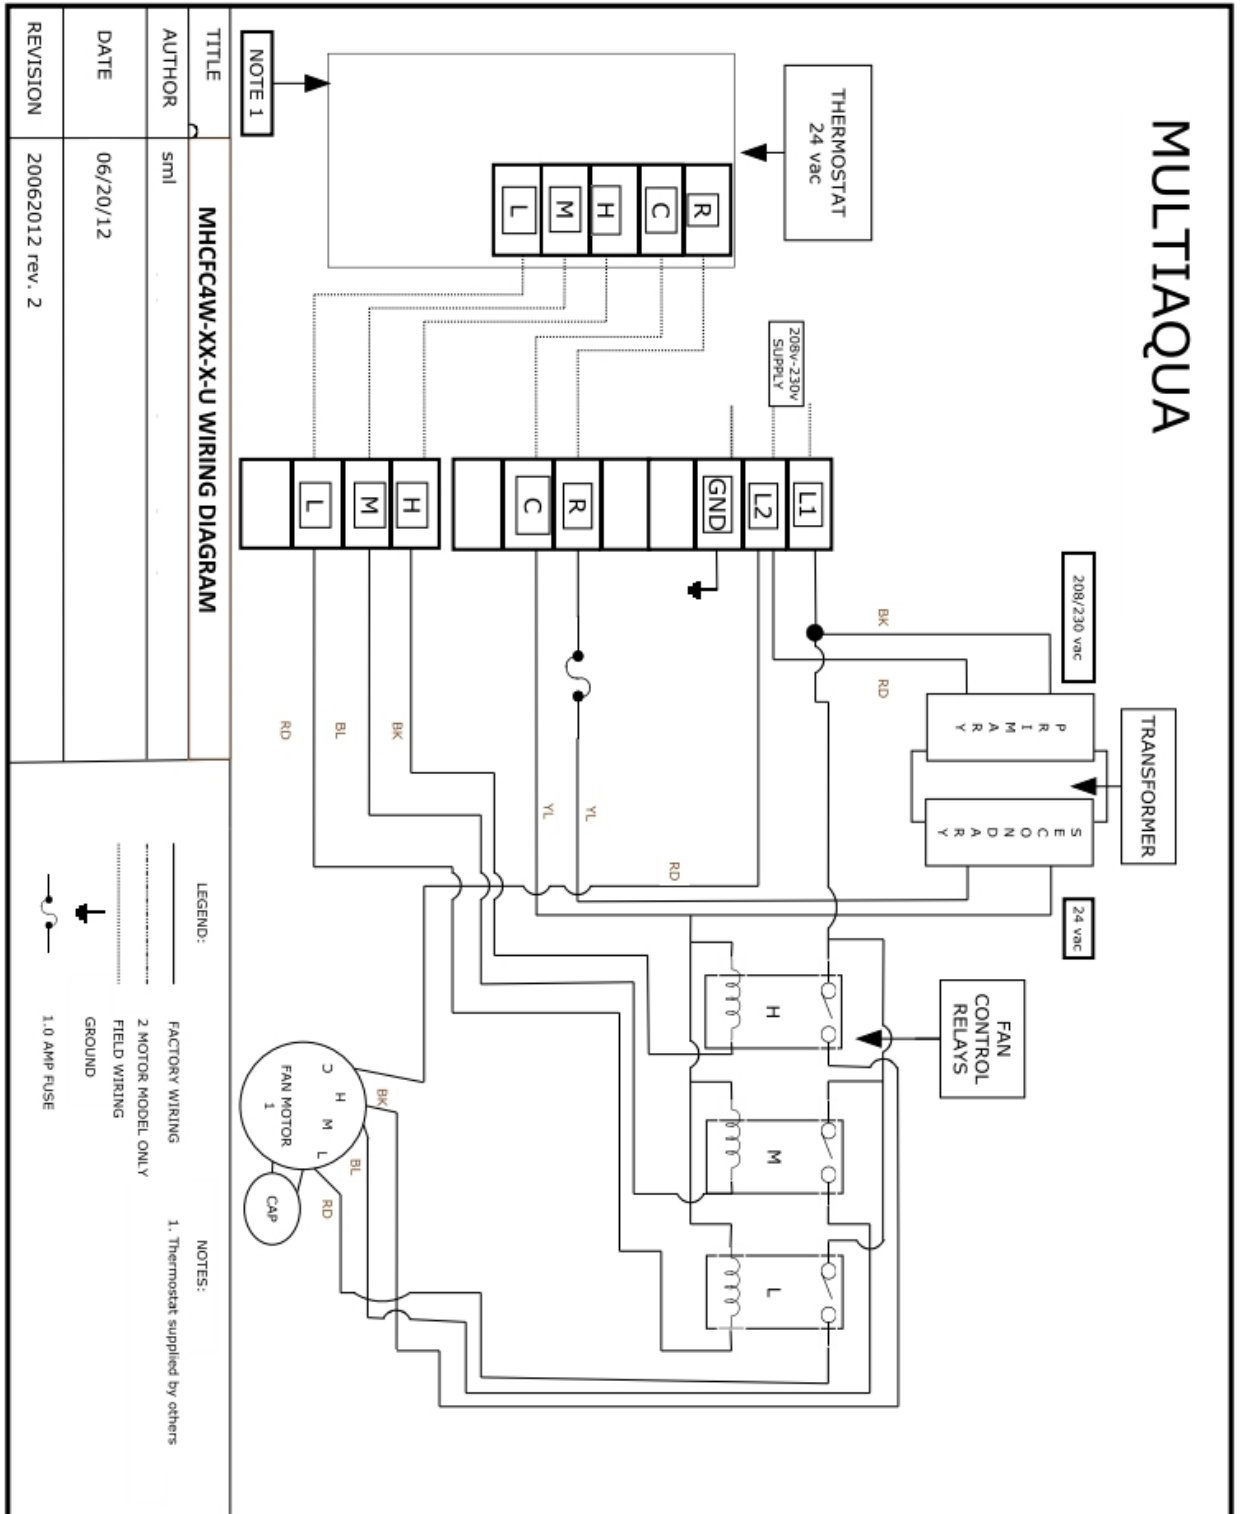 MULTIAQUA
THERMOSTAT
24 vac
208/230 vac
TRANSFORMER
P R I M A R Y
S E C O N D A R Y
24 vac
FAN
CONTROL
RELAYS
208v-230v
SUPPLY
BK
RD
R
C
H
M
L
L1
L2
GND
R
C
H
M
L
NOTE 1
YL
YL
RD
BK
BL
RD
H
M
L
C H M L
FAN MOTOR
1
CAP
BK
BL
RD
TITLE
MHCFC4W-XX-X-U WIRING DIAGRAM
AUTHOR
sml
DATE
06/20/12
REVISION
20062012 rev. 2
LEGEND:
FACTORY WIRING
2 MOTOR MODEL ONLY
FIELD WIRING
GROUND
1.0 AMP FUSE
NOTES:
1. Thermostat supplied by others